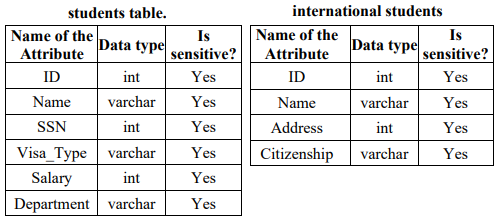 students table.
Name of the Attribute Data type Is sensitive?
ID int Yes
Name varchar Yes
SSN int Yes
Visa_Type varchar Yes
Salary int Yes
Department varchar Yes
international students
Name of the Attribute Data type Is sensitive?
ID int Yes
Name varchar Yes
Address int Yes
Citizenship varchar Yes